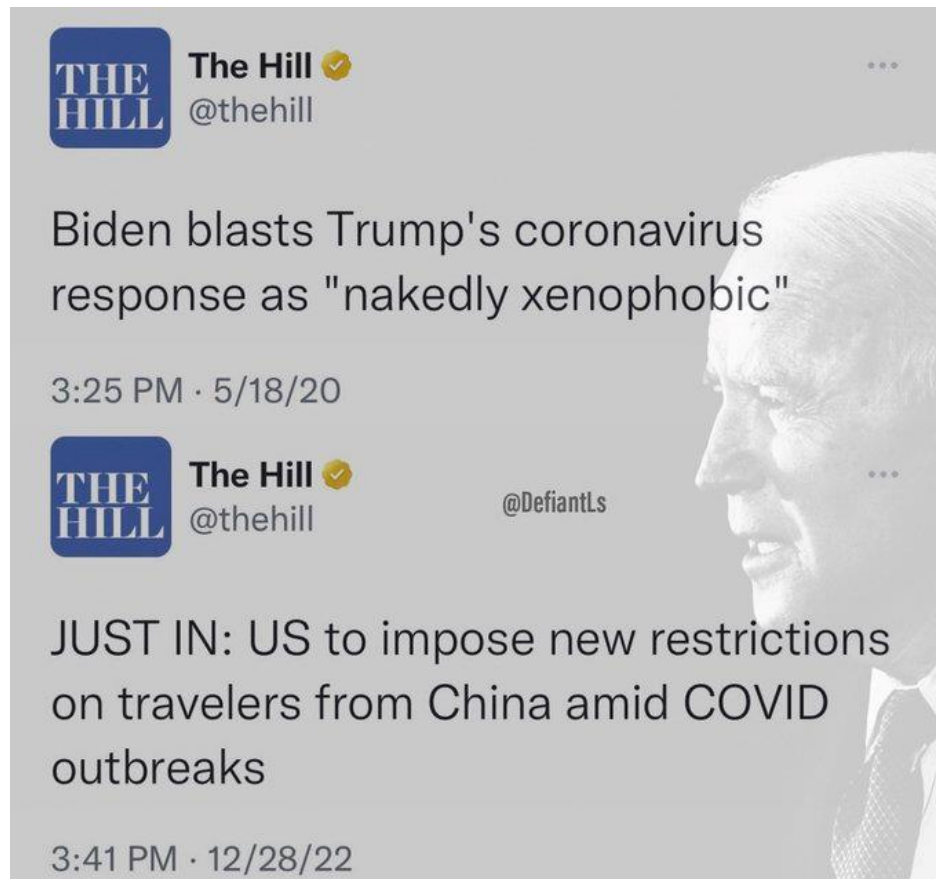 THE
HILL
The Hill
@thehill
Biden blasts Trump's coronavirus
response as "nakedly xenophobic"
3:25 PM · 5/18/20
THE
HILL
The Hill
@thehill
@DefiantLs
JUST IN: US to impose new restrictions
on travelers from China amid COVID
outbreaks
3:41 PM · 12/28/22